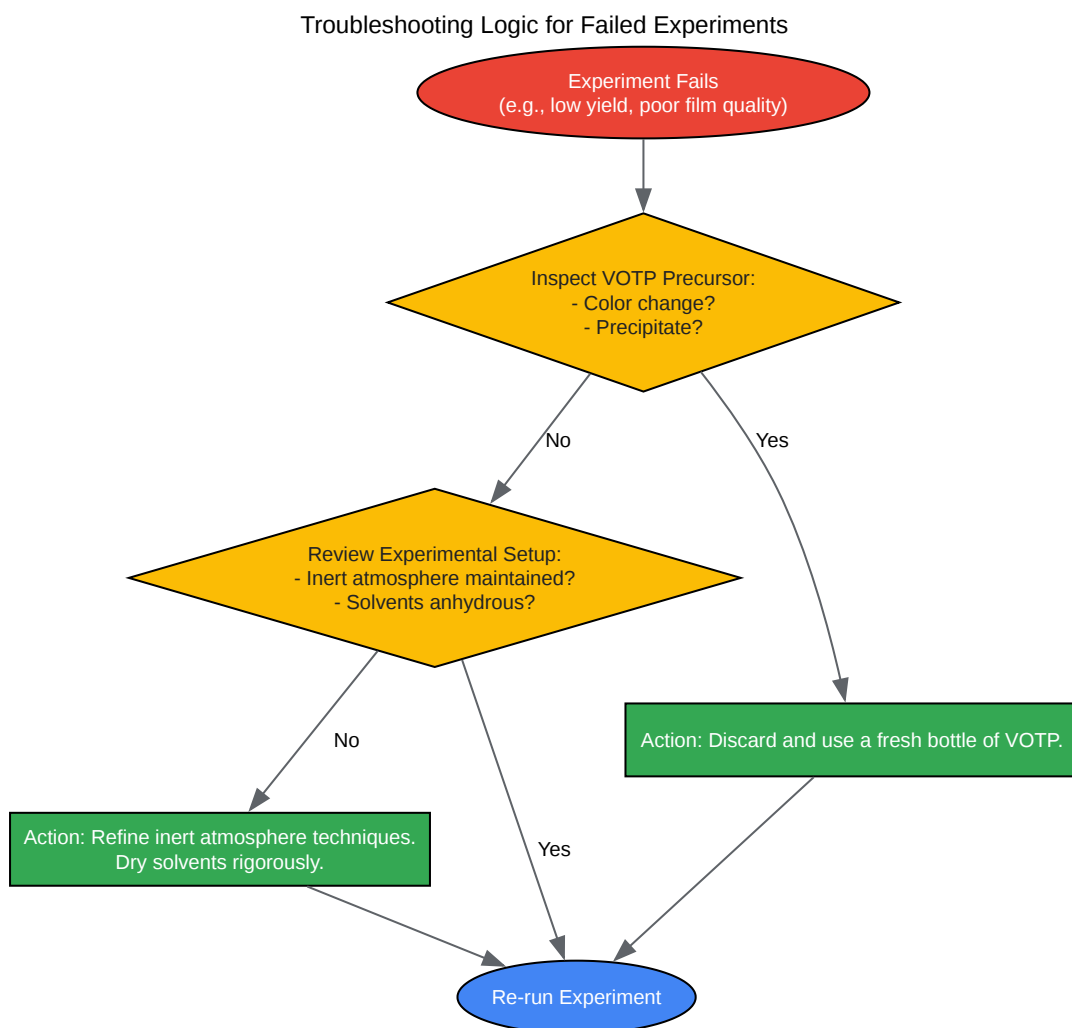 Troubleshooting Logic for Failed Experiments
Experiment Fails
(e.g., low yield, poor film quality)
Inspect VOTP Precursor:
- Color change?
- Precipitate?
No
Yes
Review Experimental Setup:
- Inert atmosphere maintained?
- Solvents anhydrous?
No
Action: Discard and use a fresh bottle of VOTP.
Action: Refine inert atmosphere techniques.
Dry solvents rigorously.
Yes
Re-run Experiment